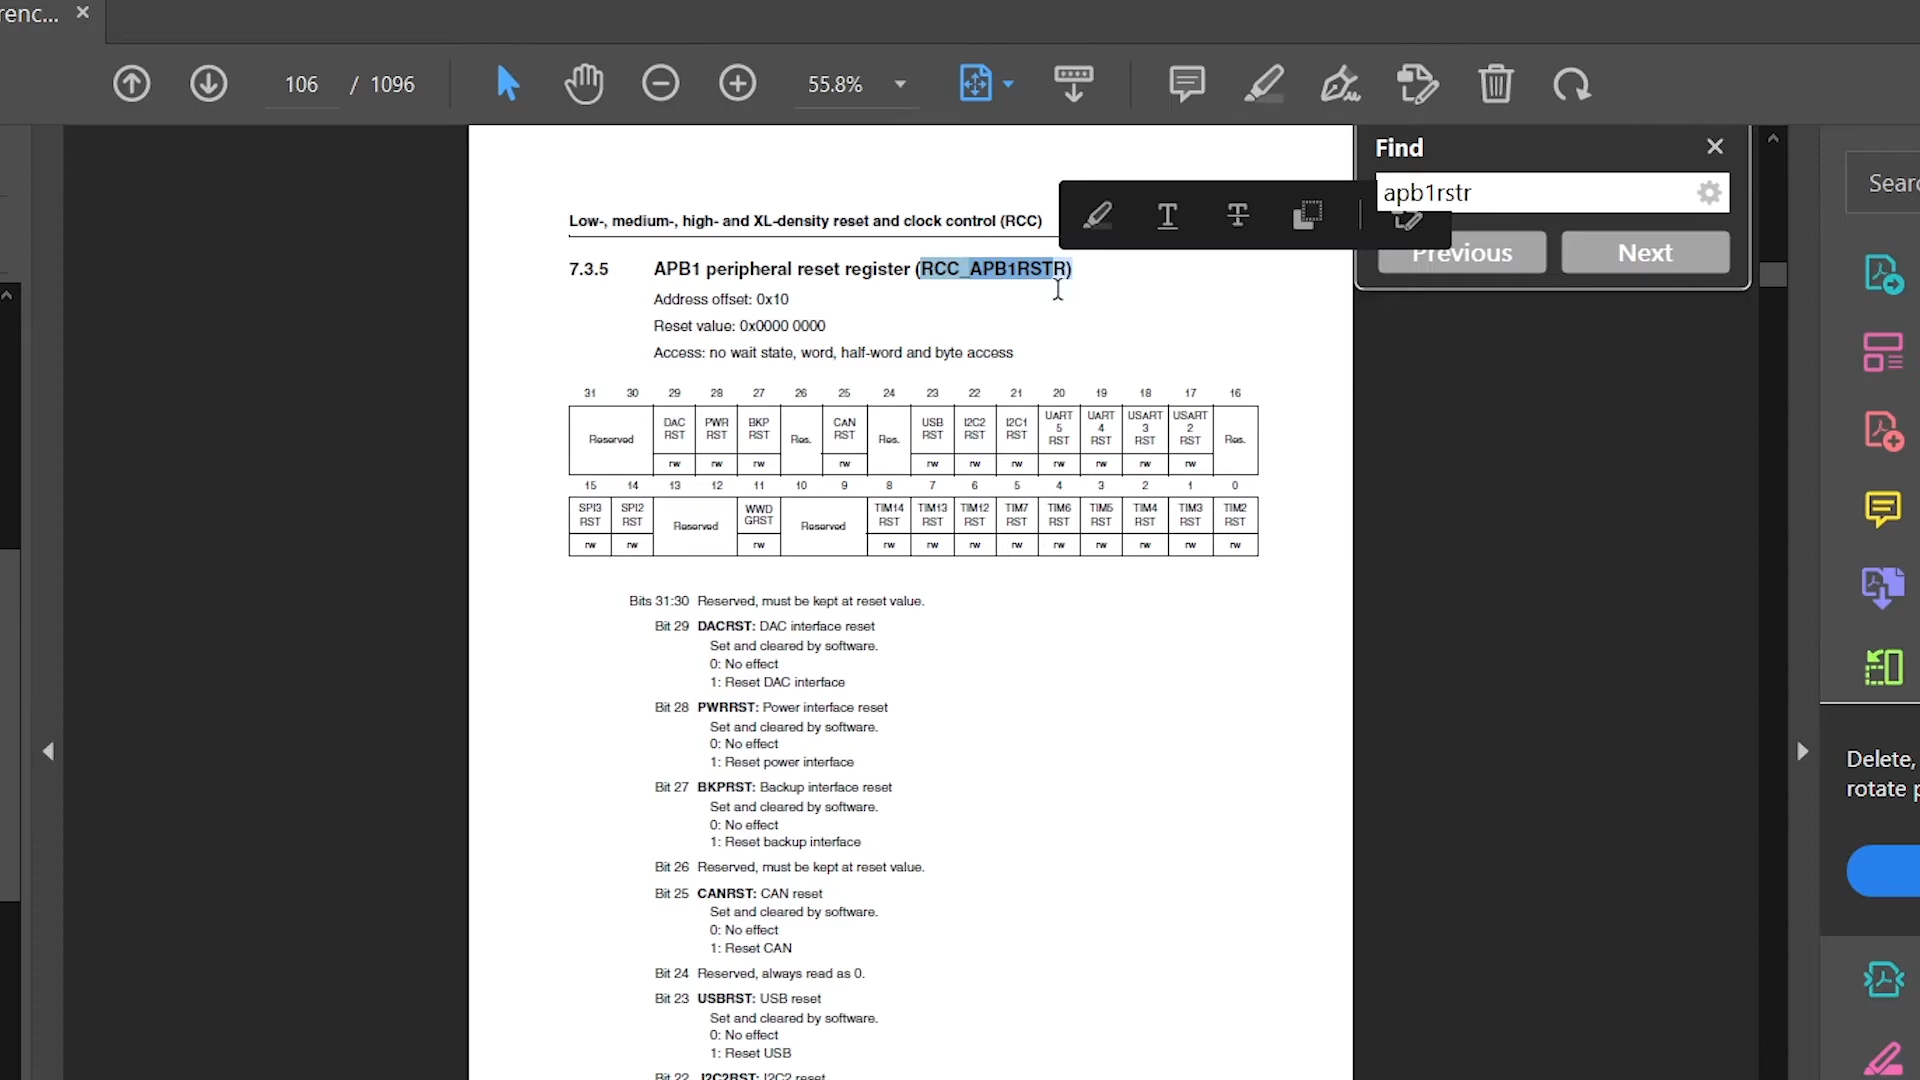 renc...
106 / 1096
55.8%
Find
apb1rstr
Previous
Next
Searc
Low-, medium-, high- and XL-density reset and clock control (RCC)
7.3.5 APB1 peripheral reset register (RCC_APB1RSTR)
Address offset: 0x10
Reset value: 0x0000 0000
Access: no wait state, word, half-word and byte access
31 30 29 28 27 26 25 24 23 22 21 20 19 18 17 16
Reserved DAC RST PWR RST BKP RST Res. CAN RST Res. USB RST I2C2 RST I2C1 RST UART 5 RST UART 4 RST USART 3 RST USART 2 RST Res.
rw rw rw rw rw rw rw rw rw rw rw
15 14 13 12 11 10 9 8 7 6 5 4 3 2 1 0
SPI3 RST SPI2 RST Reserved WWD GRST Reserved TIM14 RST TIM13 RST TIM12 RST TIM7 RST TIM6 RST TIM5 RST TIM4 RST TIM3 RST TIM2 RST
rw rw rw rw rw rw rw rw rw rw rw rw
Bits 31:30 Reserved, must be kept at reset value.
Bit 29 DACRST: DAC interface reset
Set and cleared by software.
0: No effect
1: Reset DAC interface
Bit 28 PWRRST: Power interface reset
Set and cleared by software.
0: No effect
1: Reset power interface
Bit 27 BKPRST: Backup interface reset
Set and cleared by software.
0: No effect
1: Reset backup interface
Bit 26 Reserved, must be kept at reset value.
Bit 25 CANRST: CAN reset
Set and cleared by software.
0: No effect
1: Reset CAN
Bit 24 Reserved, always read as 0.
Bit 23 USBRST: USB reset
Set and cleared by software.
0: No effect
1: Reset USB
Bit 22 I2C2RST: I2C2 reset
Delete,
rotate p